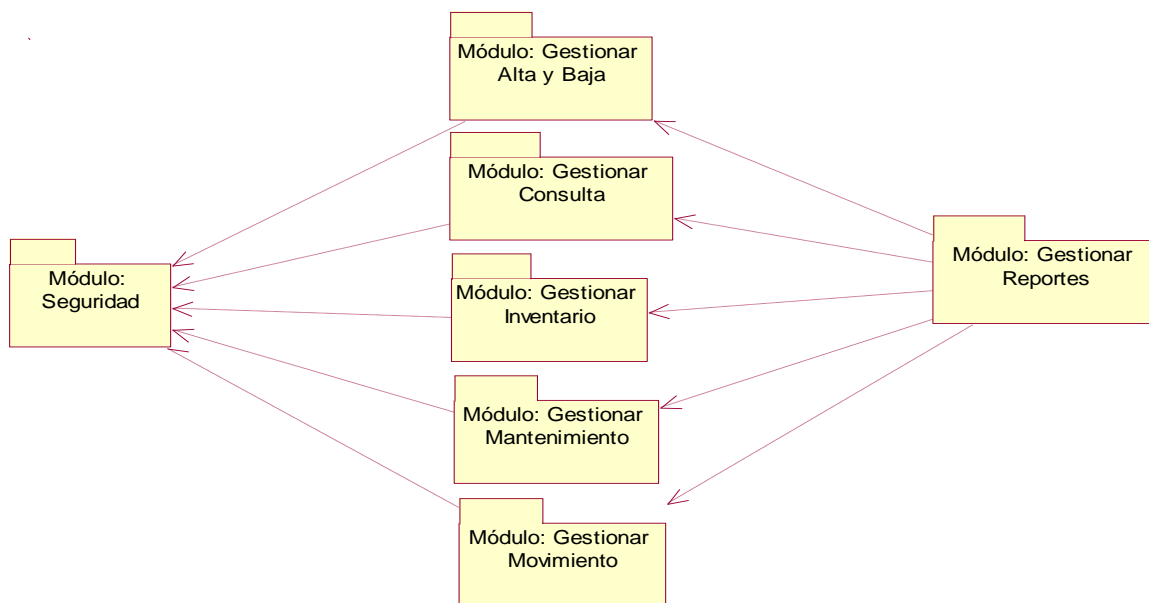 Módulo: Gestionar
Alta y Baja
Módulo: Gestionar
Consulta
Módulo:
Seguridad
Módulo: Gestionar
Inventario
Módulo: Gestionar
Reportes
Módulo: Gestionar
Mantenimiento
Módulo: Gestionar
Movimiento